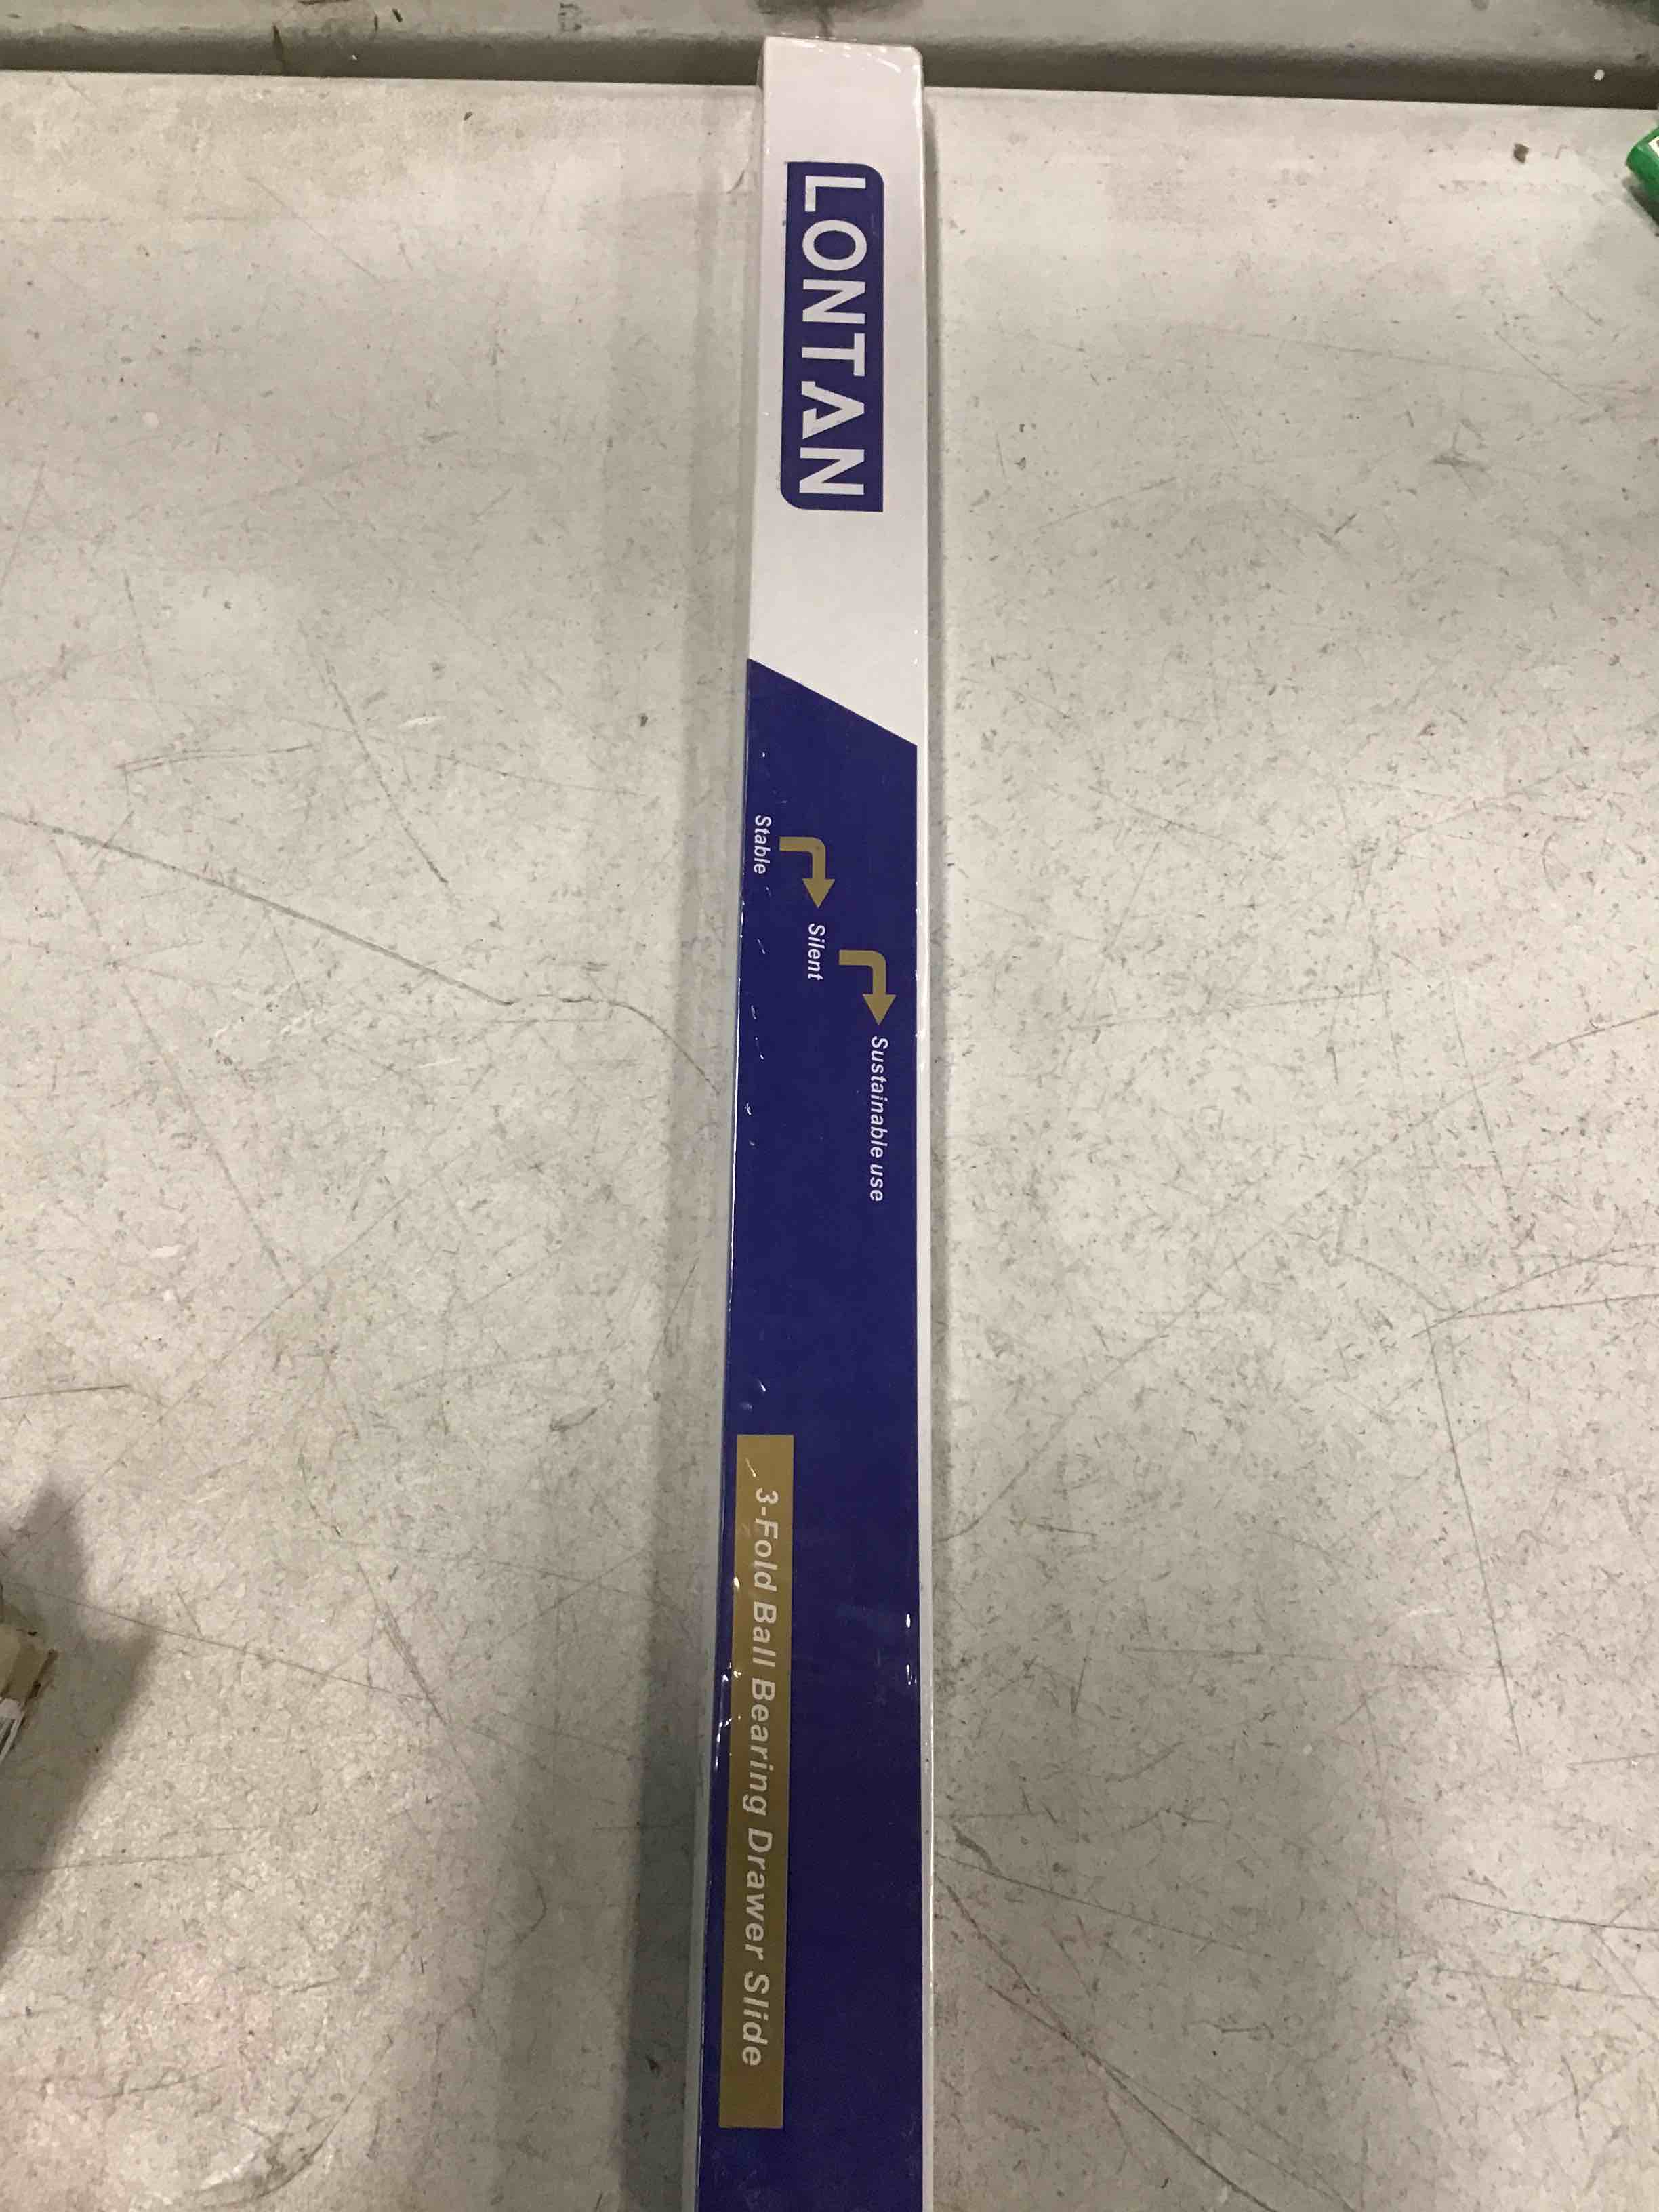 LONTAN
Stable
Silent
Sustainable use
3-Fold Ball Bearing Drawer Slide